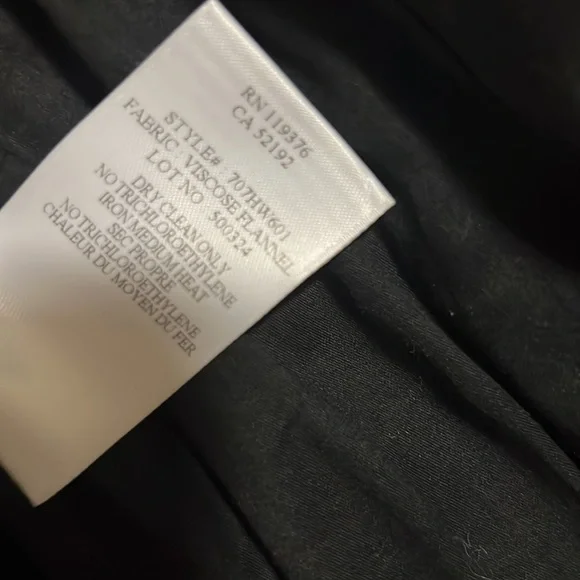 RN 119376
CA 52192
STYLE# 707HW601
FABRIC VISCOSE FLANNEL
LOT NO 500324
DRY CLEAN ONLY
NO TRICHLOROETHYLENE
IRON MEDIUM HEAT
SEC PROPRE
NO TRICHLOROETHYLENE
CHALEUR DU MOYEN DU FER